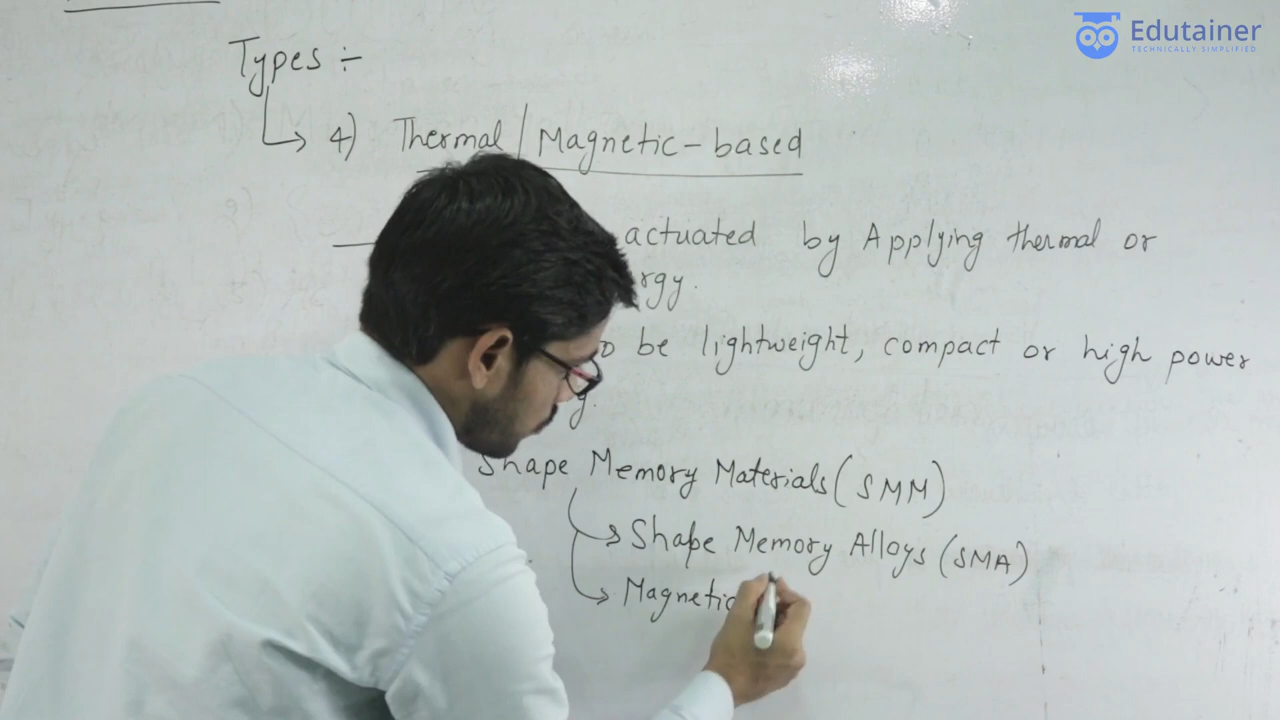 Edutainer
TECHNICALLY SIMPLIFIED
Types :-
4) Thermal / Magnetic-based
actuated by Applying thermal or
be lightweight, compact or high power
Shape Memory Materials (SMM)
Shape Memory Alloys (SMA)
Magnetic